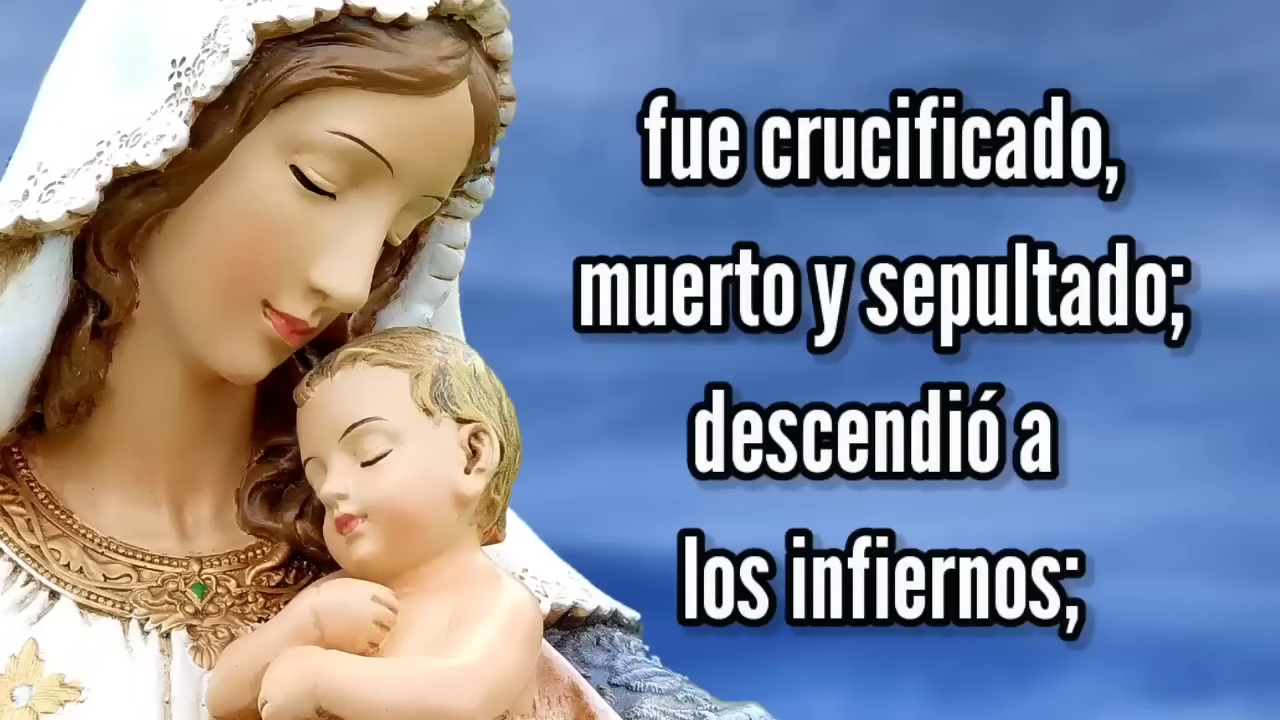 fue crucificado,
muerto y sepultado;
descendió a
los infiernos;